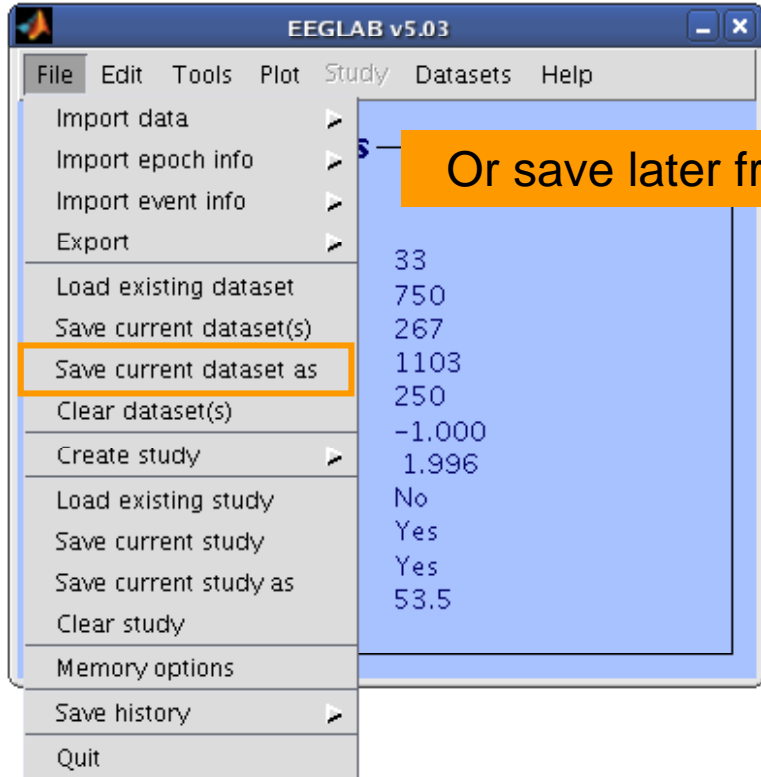 EEGLAB v5.03
File Edit Tools Plot Study Datasets Help
Import data
Import epoch info
Import event info
Export
Load existing dataset
Save current dataset(s)
Save current dataset as
Clear dataset(s)
Create study
Load existing study
Save current study
Save current study as
Clear study
Memory options
Save history
Quit
Or save later
33
750
267
1103
250
-1.000
1.996
No
Yes
Yes
53.5